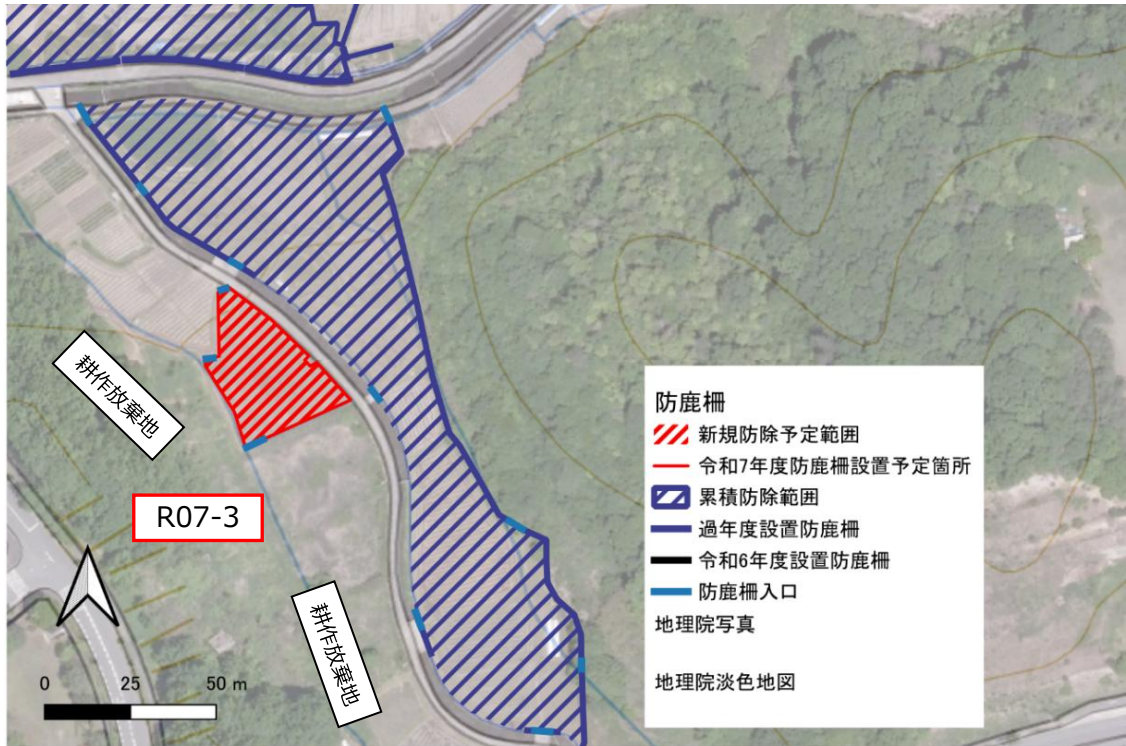 耕作放棄地
R07-3
耕作放棄地
0 25 50 m
防鹿柵
新規防除予定範囲
令和7年度防鹿柵設置予定箇所
累積防除範囲
過年度設置防鹿柵
令和6年度設置防鹿柵
防鹿柵入口
地理院写真
地理院淡色地図